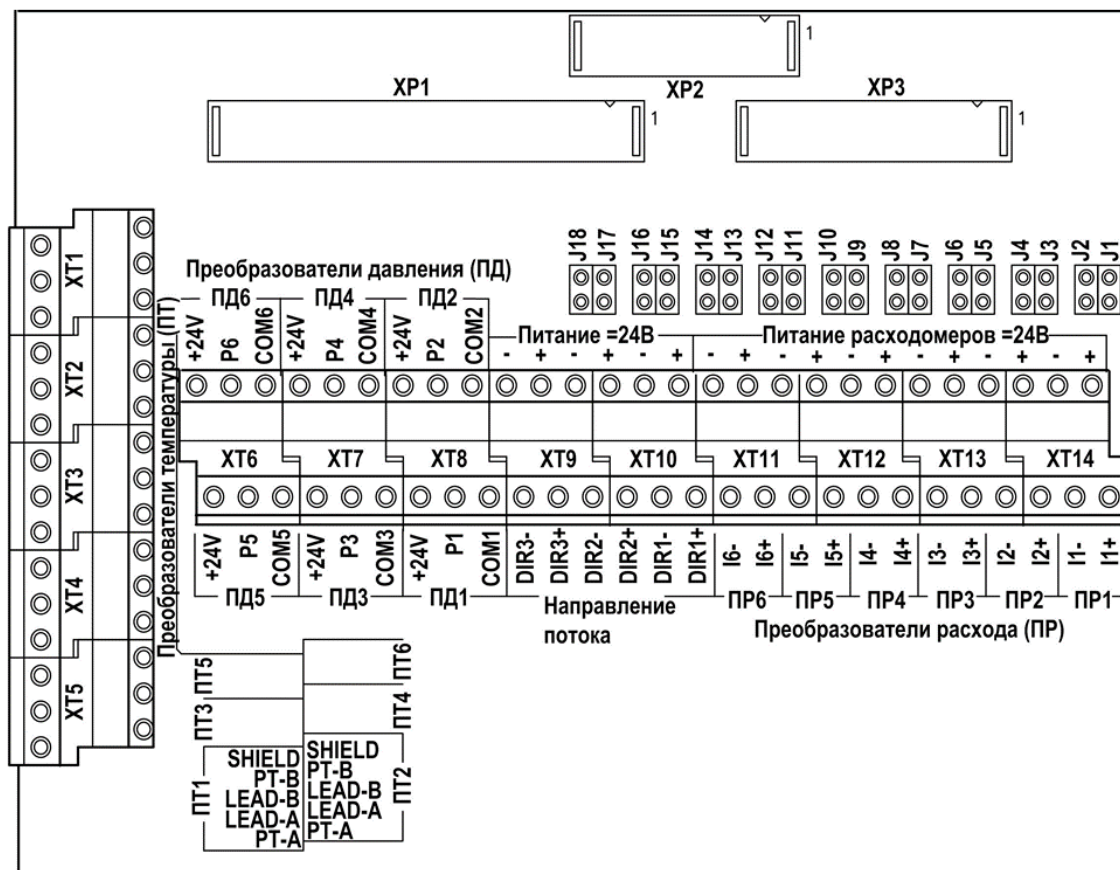 1
XP2
XP1
XP3
1
1
J18
J17
J16
J15
J14
J13
J12
J11
J10
J9
J8
J7
J6
J5
J4
J3
J2
J1
XT1
XT2
XT3
XT4
XT5
Преобразователи температуры (ПТ)
Преобразователи давления (ПД)
ПД6 ПД4 ПД2
+24V P6 COM6 +24V P4 COM4 +24V P2 COM2
Питание =24В Питание расходомеров =24В
- + - + - + - + - + - + - + - + - +
XT6 XT7 XT8 XT9 XT10 XT11 XT12 XT13 XT14
+24V P5 COM5 +24V P3 COM3 +24V P1 COM1 DIR3- DIR3+ DIR2- DIR2+ DIR1- DIR1+ I6- I6+ I5- I5+ I4- I4+ I3- I3+ I2- I2+ I1- I1+
ПД5 ПД3 ПД1
Направление
потока
ПР6 ПР5 ПР4 ПР3 ПР2 ПР1
Преобразователи расхода (ПР)
ПТ5
ПТ6
ПТ3
ПТ4
ПТ1
SHIELD
PT-B
LEAD-B
LEAD-A
PT-A
SHIELD
PT-B
LEAD-B
LEAD-A
PT-A
ПТ2